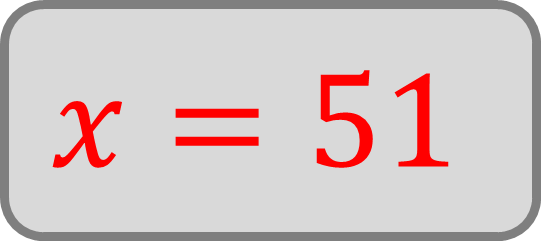 x = 51